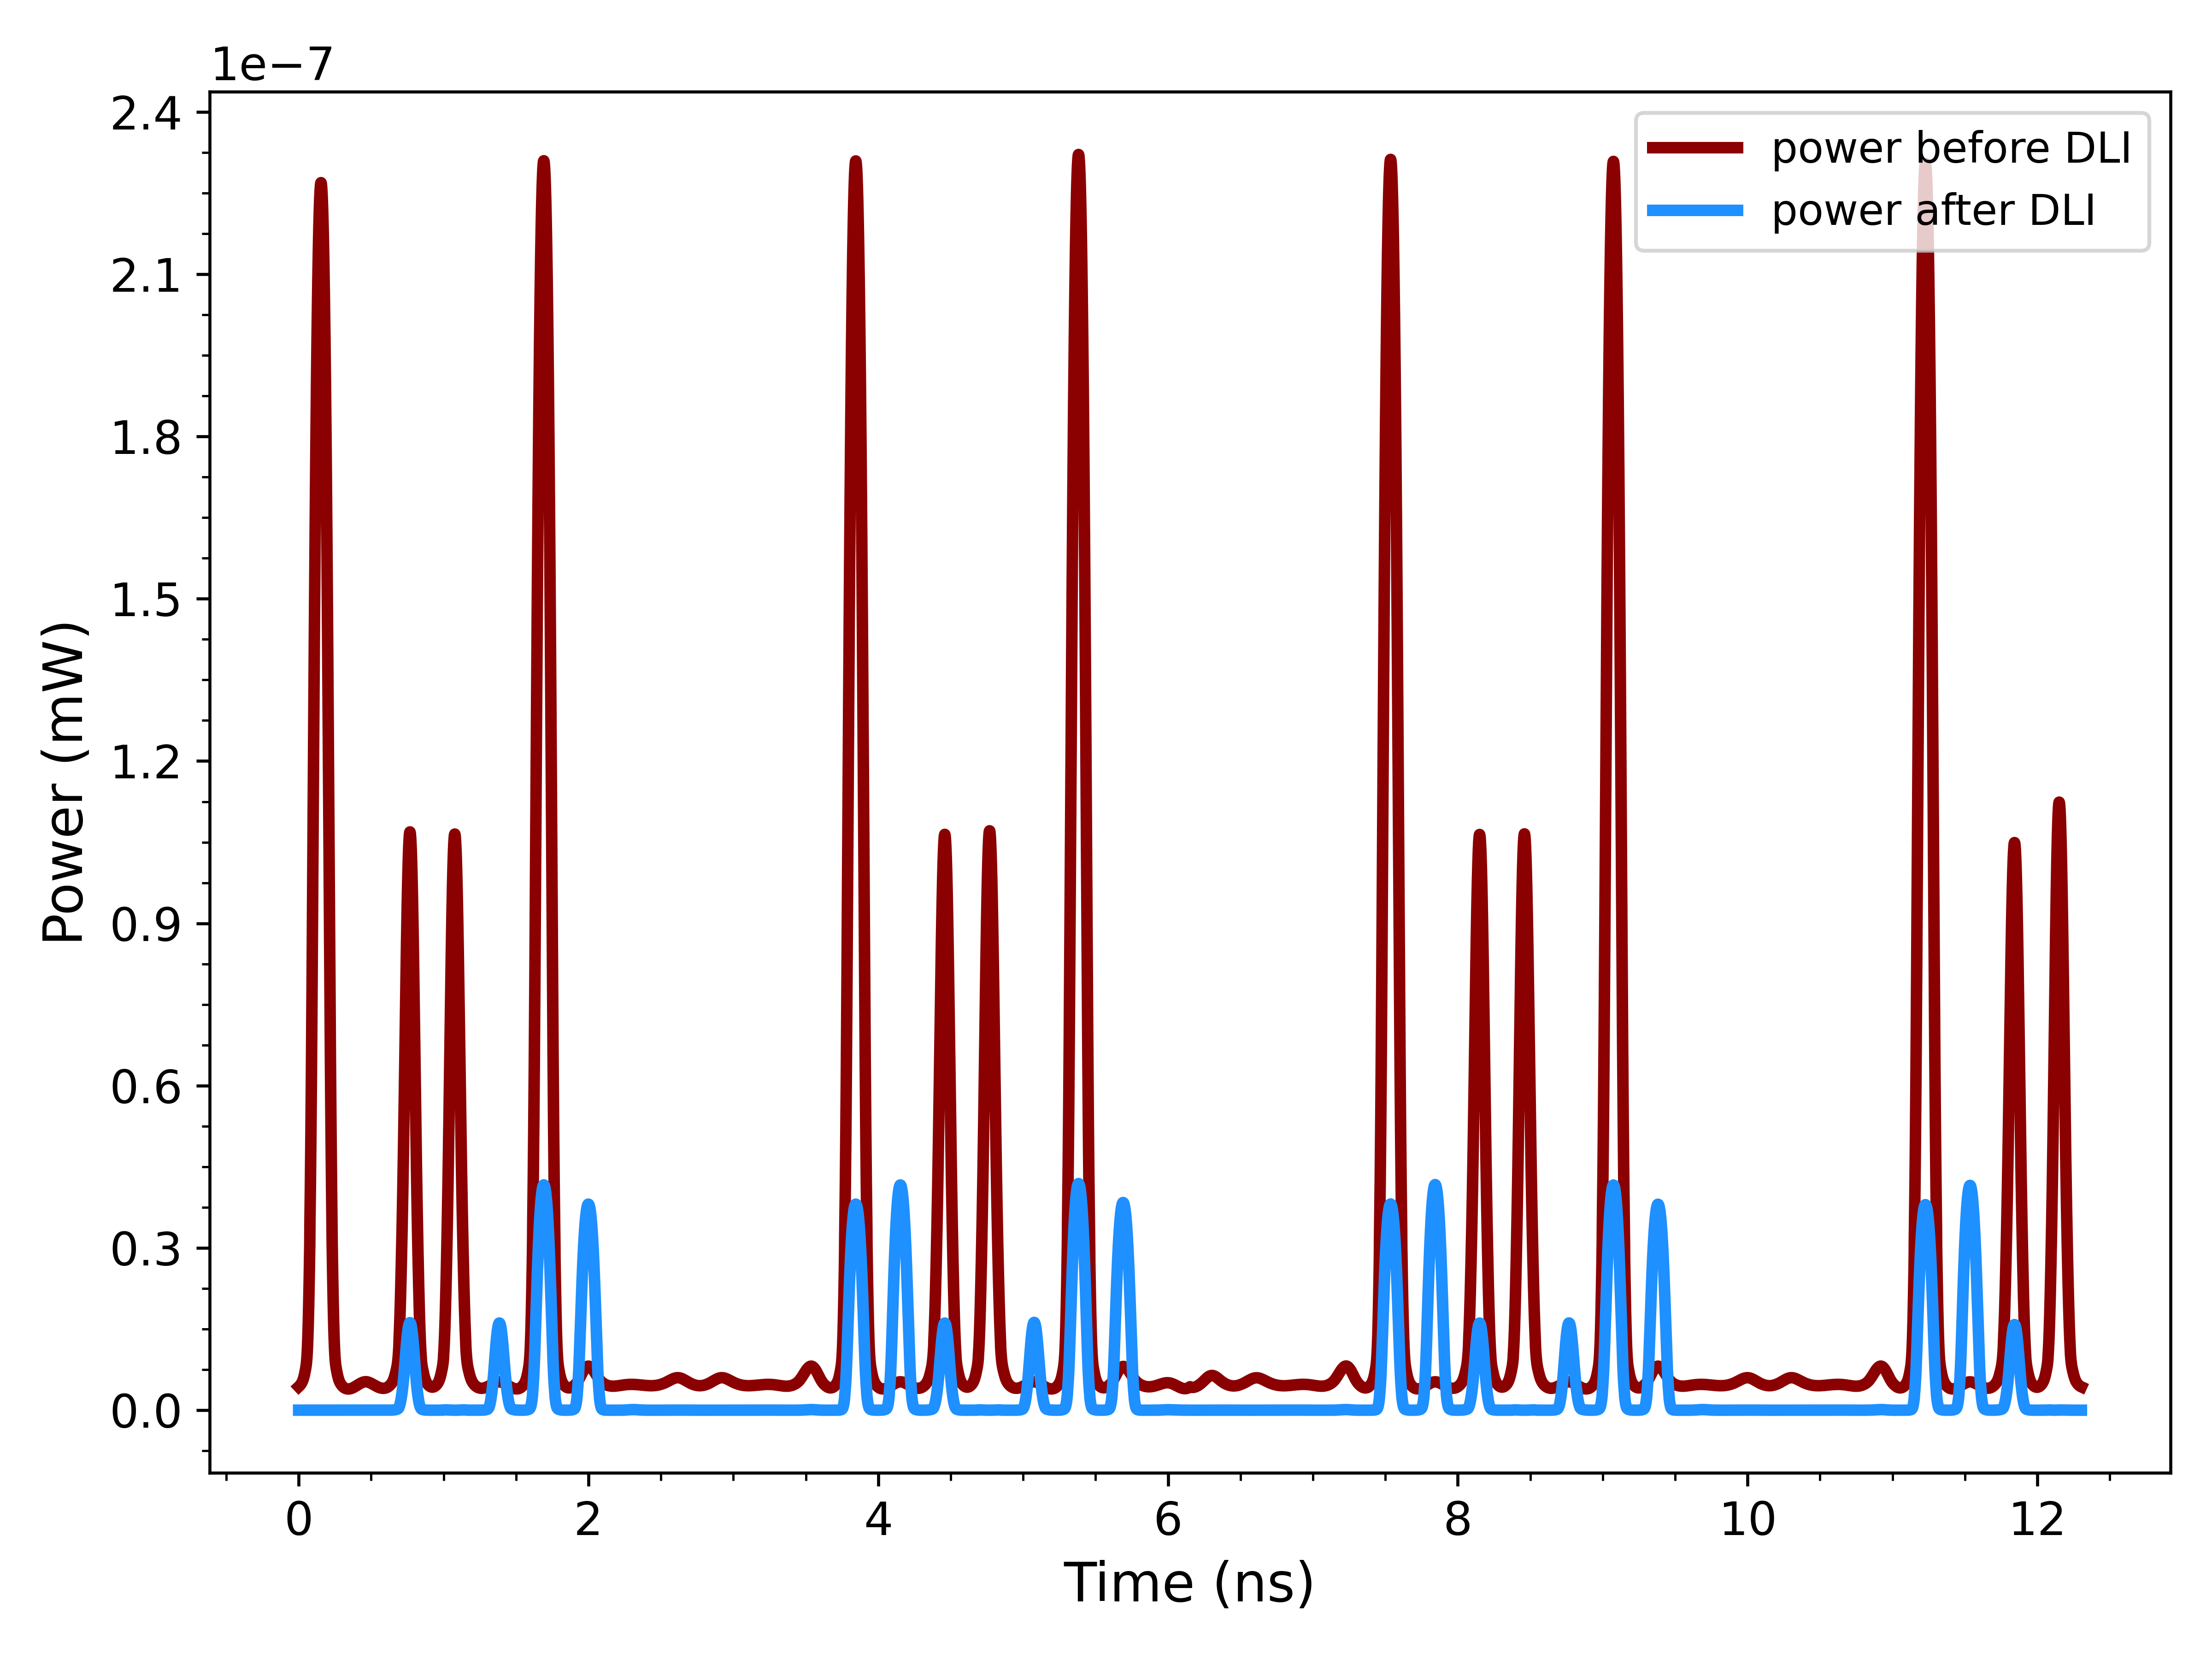 1e−7
2.4
2.1
1.8
1.5
1.2
0.9
0.6
0.3
0.0
Power (mW)
power before DLI
power after DLI
0 2 4 6 8 10 12
Time (ns)